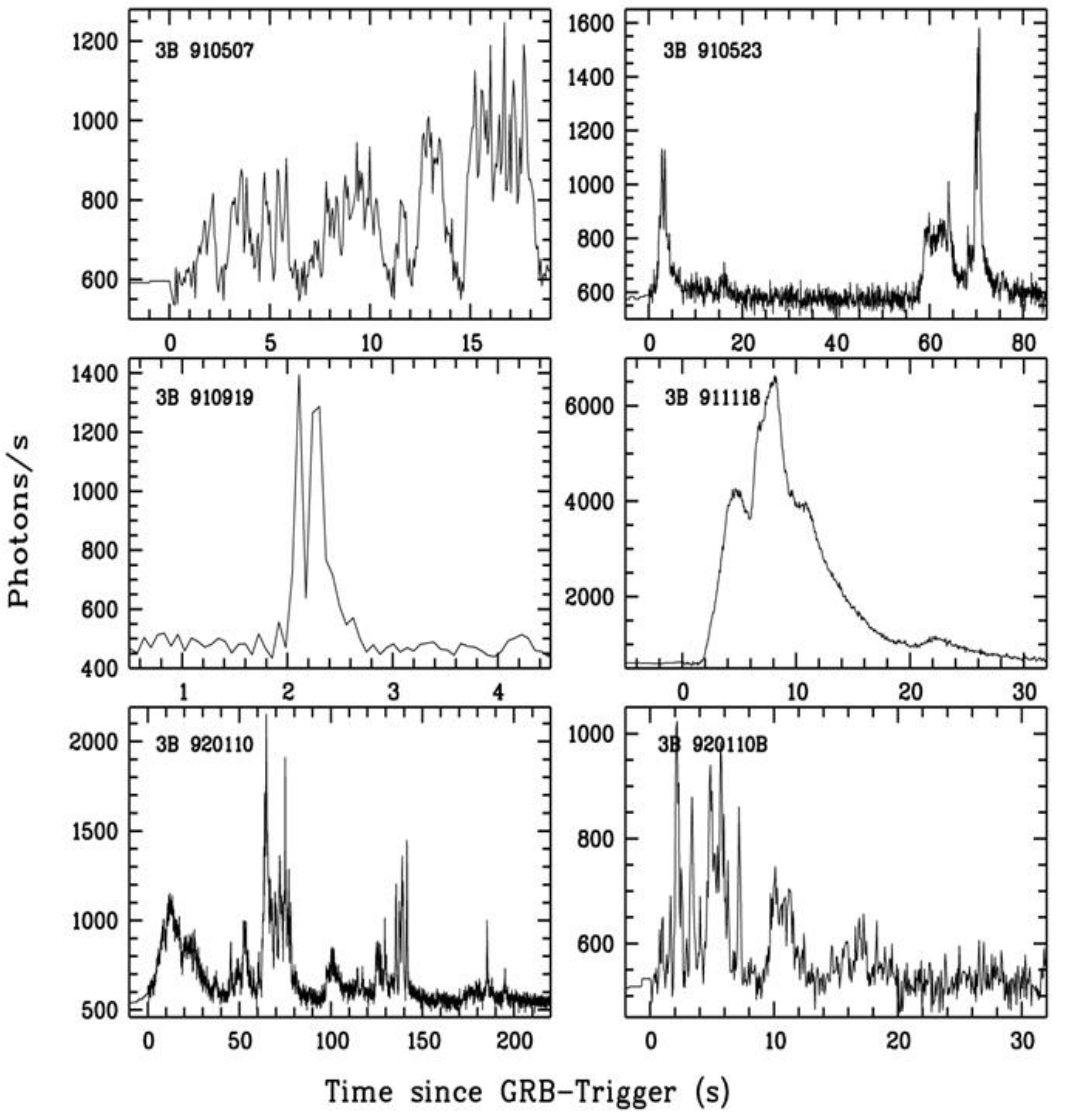 Photons/s
3B 910507
1200
1000
800
600
0 5 10 15
3B 910523
1600
1400
1200
1000
800
600
0 20 40 60 80
3B 910919
1400
1200
1000
800
600
400
1 2 3 4
3B 911118
6000
4000
2000
0 10 20 30
3B 920110
2000
1500
1000
500
0 50 100 150 200
3B 920110B
1000
800
600
0 10 20 30
Time since GRB-Trigger (s)